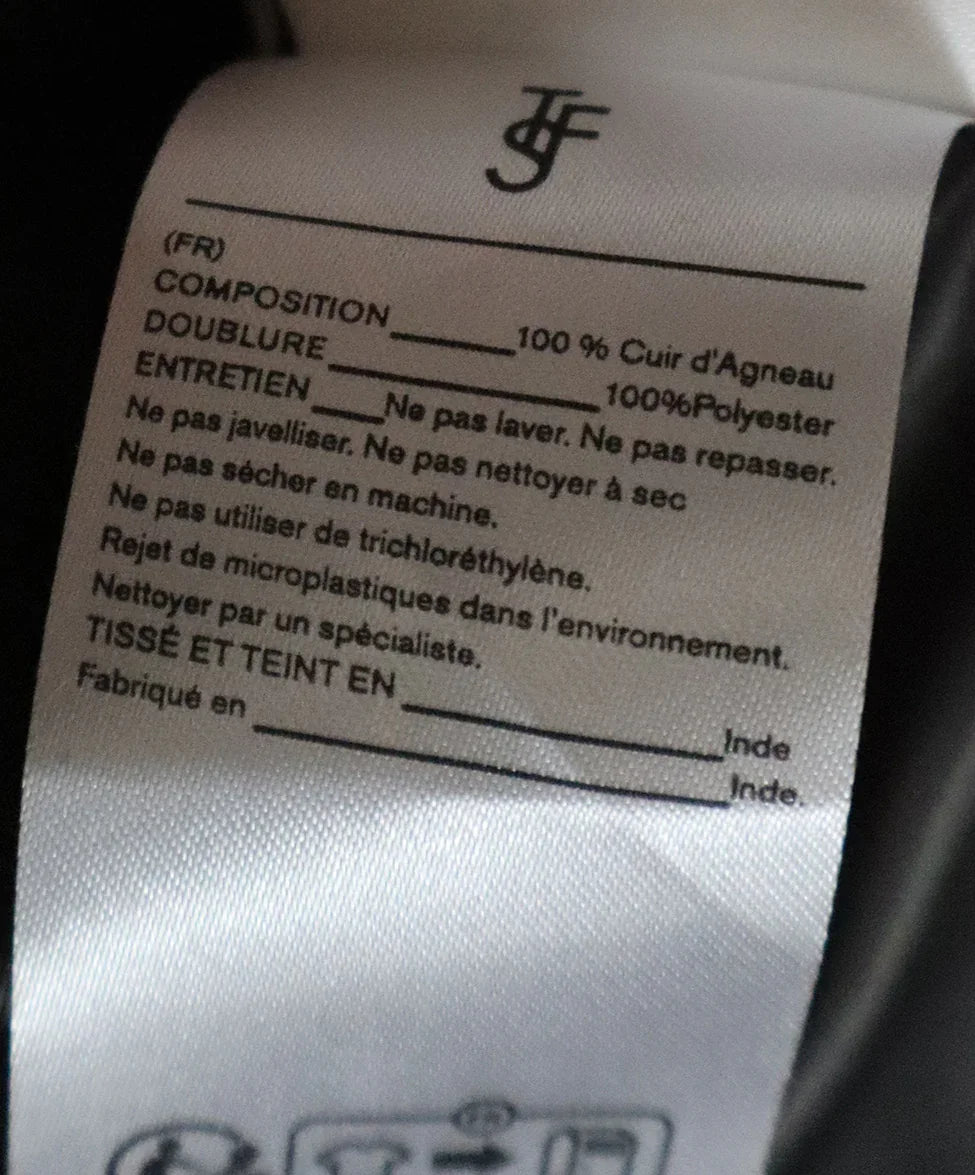 (FR)
COMPOSITION 100 % Cuir d'Agneau
DOUBLURE 100%Polyester
ENTRETIEN Ne pas laver. Ne pas repasser.
Ne pas javelliser. Ne pas nettoyer à sec
Ne pas sécher en machine.
Ne pas utiliser de trichloréthylène.
Rejet de microplastiques dans l'environnement.
Nettoyer par un spécialiste.
TISSÉ ET TEINT EN Inde
Fabriqué en Inde.